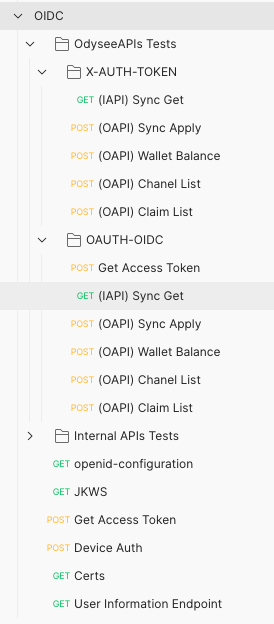 OIDC
OdyseeAPIs Tests
X-AUTH-TOKEN
GET (IAPI) Sync Get
POST (OAPI) Sync Apply
POST (OAPI) Wallet Balance
POST (OAPI) Chanel List
POST (OAPI) Claim List
OAUTH-OIDC
POST Get Access Token
GET (IAPI) Sync Get
POST (OAPI) Sync Apply
POST (OAPI) Wallet Balance
POST (OAPI) Chanel List
POST (OAPI) Claim List
Internal APIs Tests
GET openid-configuration
GET JKWS
POST Get Access Token
POST Device Auth
GET Certs
GET User Information Endpoint